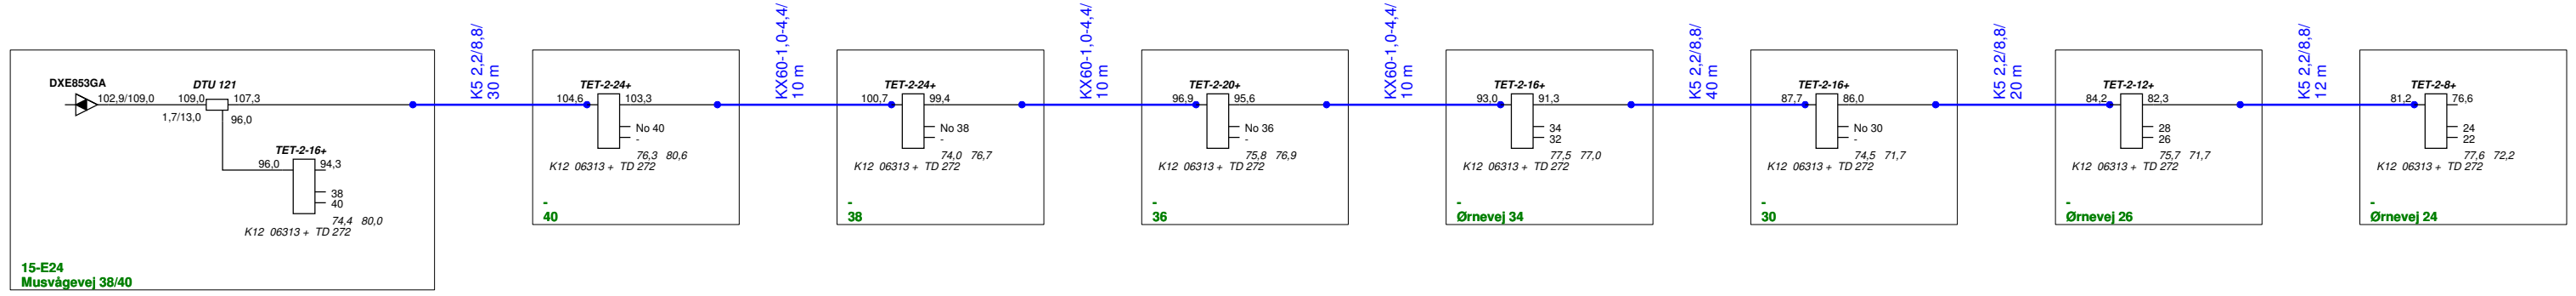 DXE853GA
102,9/109,0
DTU 121
109,0
107,3
1,7/13,0
96,0
TET-2-16+
96,0
94,3
38
40
74,4 80,0
K12 06313 + TD 272
15-E24
Musvågevej 38/40
K5 2,2/8,8/
30 m
TET-2-24+
104,6
103,3
No 40
-
76,3 80,6
K12 06313 + TD 272
-
40
KX60-1,0-4,4/
10 m
TET-2-24+
100,7
99,4
No 38
-
74,0 76,7
K12 06313 + TD 272
-
38
KX60-1,0-4,4/
10 m
TET-2-20+
96,9
95,6
No 36
-
75,8 76,9
K12 06313 + TD 272
-
36
KX60-1,0-4,4/
10 m
TET-2-16+
93,0
91,3
34
32
77,5 77,0
K12 06313 + TD 272
-
Ørnevej 34
K5 2,2/8,8/
40 m
TET-2-16+
87,7
86,0
No 30
-
74,5 71,7
K12 06313 + TD 272
-
30
K5 2,2/8,8/
20 m
TET-2-12+
84,2
82,3
28
26
75,7 71,7
K12 06313 + TD 272
-
Ørnevej 26
K5 2,2/8,8/
12 m
TET-2-8+
81,2
76,6
24
22
77,6 72,2
K12 06313 + TD 272
-
Ørnevej 24